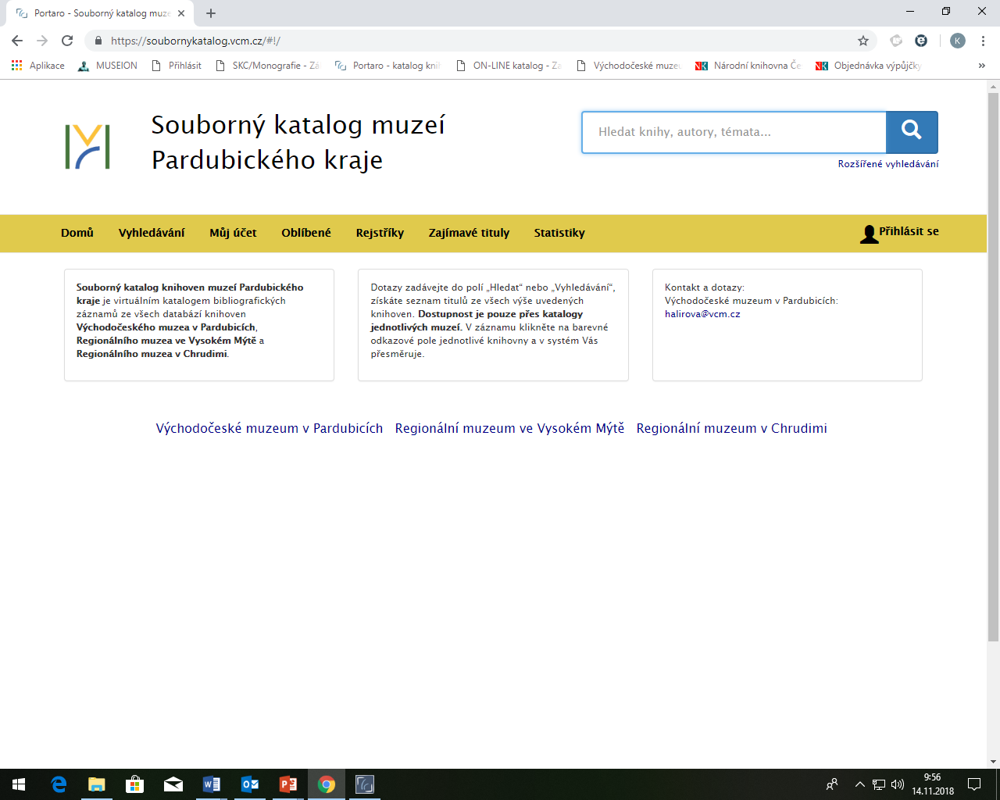 Portaro - Souborný katalog muze
https://soubornykatalog.vcm.cz/#!/
K
Aplikace
MUSEION
Přihlásit
SKC/Monografie - Zá
Portaro - katalog knih
ON-LINE katalog - Za
Východočeské muzeu
Národní knihovna Če
Objednávka výpůjčky
»
Souborný katalog muzeí
Pardubického kraje
Hledat knihy, autory, témata...
Rozšířené vyhledávání
Domů
Vyhledávání
Můj účet
Oblíbené
Rejstříky
Zajímavé tituly
Statistiky
Přihlásit se
Souborný katalog knihoven muzeí Pardubického
kraje je virtuálním katalogem bibliografických
záznamů ze všech databází knihoven
Východočeského muzea v Pardubicích,
Regionálního muzea ve Vysokém Mýtě a
Regionálního muzea v Chrudimi.
Dotazy zadávejte do polí „Hledat“ nebo „Vyhledávání“,
získáte seznam titulů ze všech výše uvedených
knihoven. Dostupnost je pouze přes katalogy
jednotlivých muzeí. V záznamu klikněte na barevné
odkazové pole jednotlivé knihovny a v systém Vás
přesměruje.
Kontakt a dotazy:
Východočeské muzeum v Pardubicích:
halirova@vcm.cz
Východočeské muzeum v Pardubicích
Regionální muzeum ve Vysokém Mýtě
Regionální muzeum v Chrudimi
9:56
14.11.2018